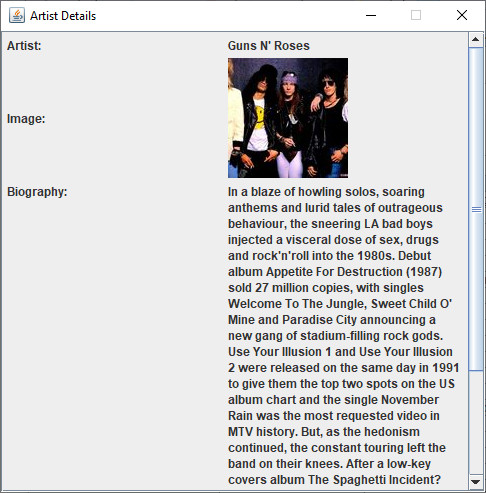 Artist Details
Artist:
Guns N' Roses
Image:
Biography:
In a blaze of howling solos, soaring
anthems and lurid tales of outrageous
behaviour, the sneering LA bad boys
injected a visceral dose of sex, drugs
and rock'n'roll into the 1980s. Debut
album Appetite For Destruction (1987)
sold 27 million copies, with singles
Welcome To The Jungle, Sweet Child O'
Mine and Paradise City announcing a
new gang of stadium-filling rock gods.
Use Your Illusion 1 and Use Your Illusion
2 were released on the same day in 1991
to give them the top two spots on the US
album chart and the single November
Rain was the most requested video in
MTV history. But, as the hedonism
continued, the constant touring left the
band on their knees. After a low-key
covers album The Spaghetti Incident?